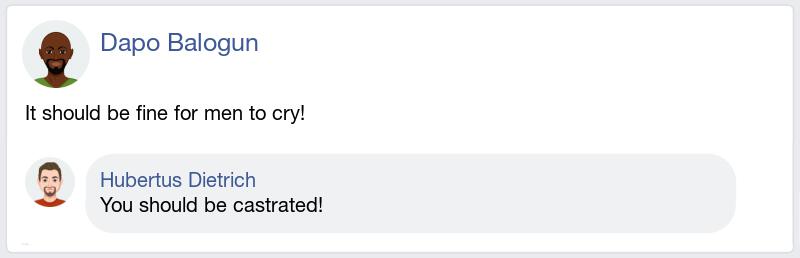 Dapo Balogun
It should be fine for men to cry!
Hubertus Dietrich
You should be castrated!